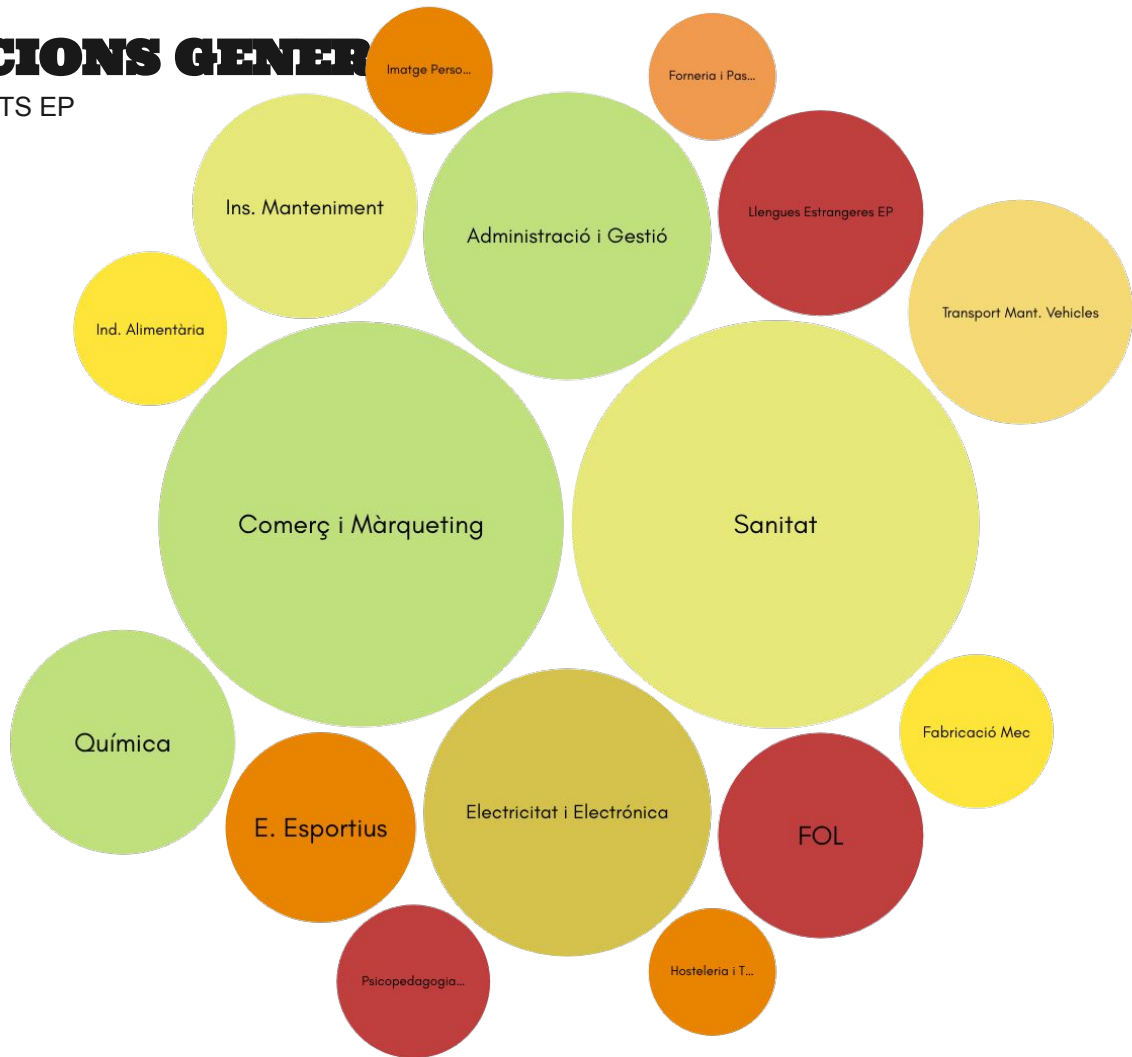 CIONS GENER
TS EP
Imatge Perso...
Forneria i Pas...
Ins. Manteniment
Administració i Gestió
Llengues Estrangeres EP
Transport Mant. Vehicles
Ind. Alimentària
Comerç i Màrqueting
Sanitat
Química
Fabricació Mec
E. Esportius
Electricitat i Electrónica
FOL
Psicopedagogia...
Hosteleria i T...